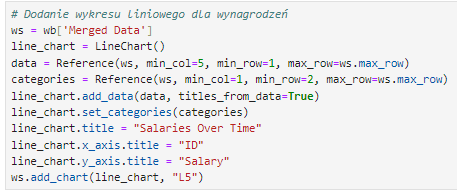 # Dodanie wykresu liniowego dla wynagrodzeń
ws = wb['Merged Data']
line_chart = LineChart()
data = Reference(ws, min_col=5, min_row=1, max_row=ws.max_row)
categories = Reference(ws, min_col=1, min_row=2, max_row=ws.max_row)
line_chart.add_data(data, titles_from_data=True)
line_chart.set_categories(categories)
line_chart.title = "Salaries Over Time"
line_chart.x_axis.title = "ID"
line_chart.y_axis.title = "Salary"
ws.add_chart(line_chart, "L5")